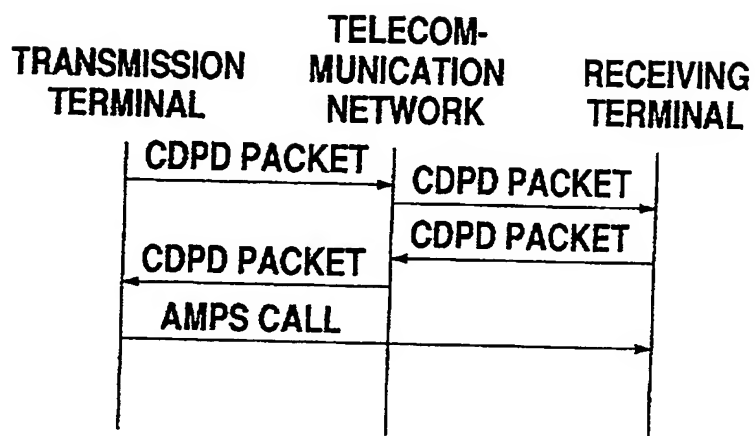 TRANSMISSION
TERMINAL
TELECOM-
MUNICATION
NETWORK
RECEIVING
TERMINAL
CDPD PACKET
CDPD PACKET
CDPD PACKET
CDPD PACKET
AMPS CALL